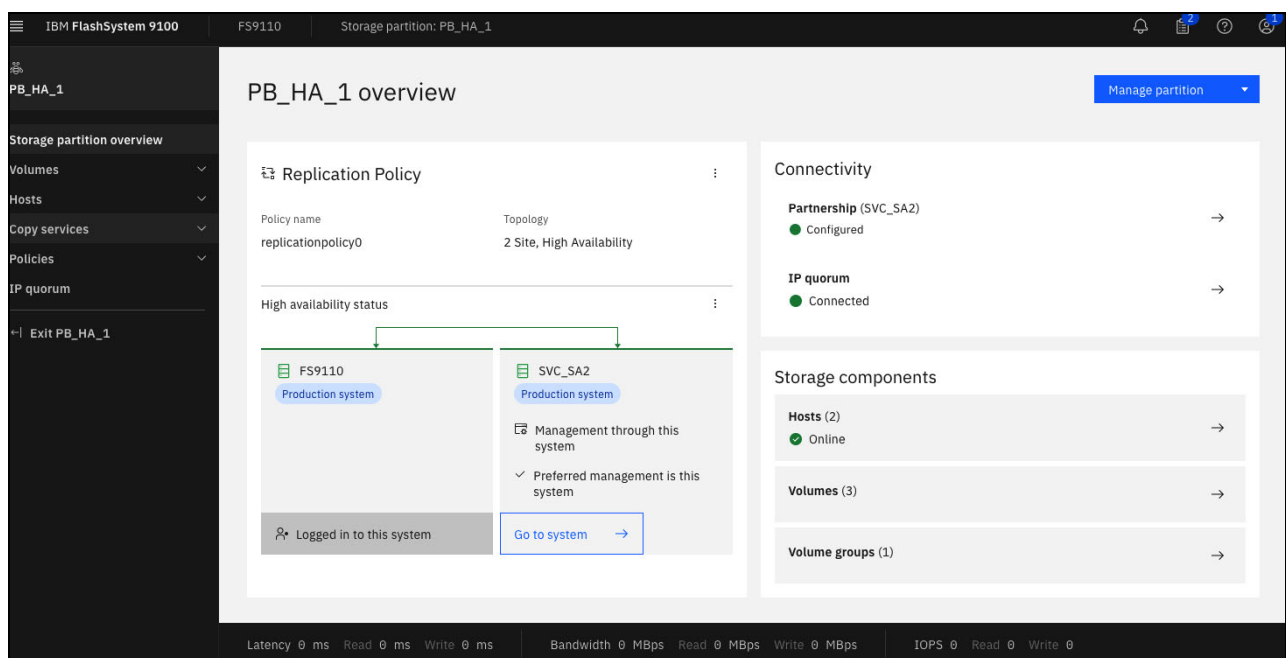 IBM FlashSystem 9100
FS9110
Storage partition: PB_HA_1
2
1
PB_HA_1
Storage partition overview
Volumes
Hosts
Copy services
Policies
IP quorum
Exit PB_HA_1
PB_HA_1 overview
Manage partition
Replication Policy
Policy name
Topology
replicationpolicy0
2 Site, High Availability
High availability status
FS9110
Production system
Logged in to this system
SVC_SA2
Production system
Management through this
system
Preferred management is this
system
Go to system
Connectivity
Partnership (SVC_SA2)
Configured
IP quorum
Connected
Storage components
Hosts (2)
Online
Volumes (3)
Volume groups (1)
Latency 0 ms Read 0 ms Write 0 ms
Bandwidth 0 MBps Read 0 MBps Write 0 MBps
IOPS 0 Read 0 Write 0